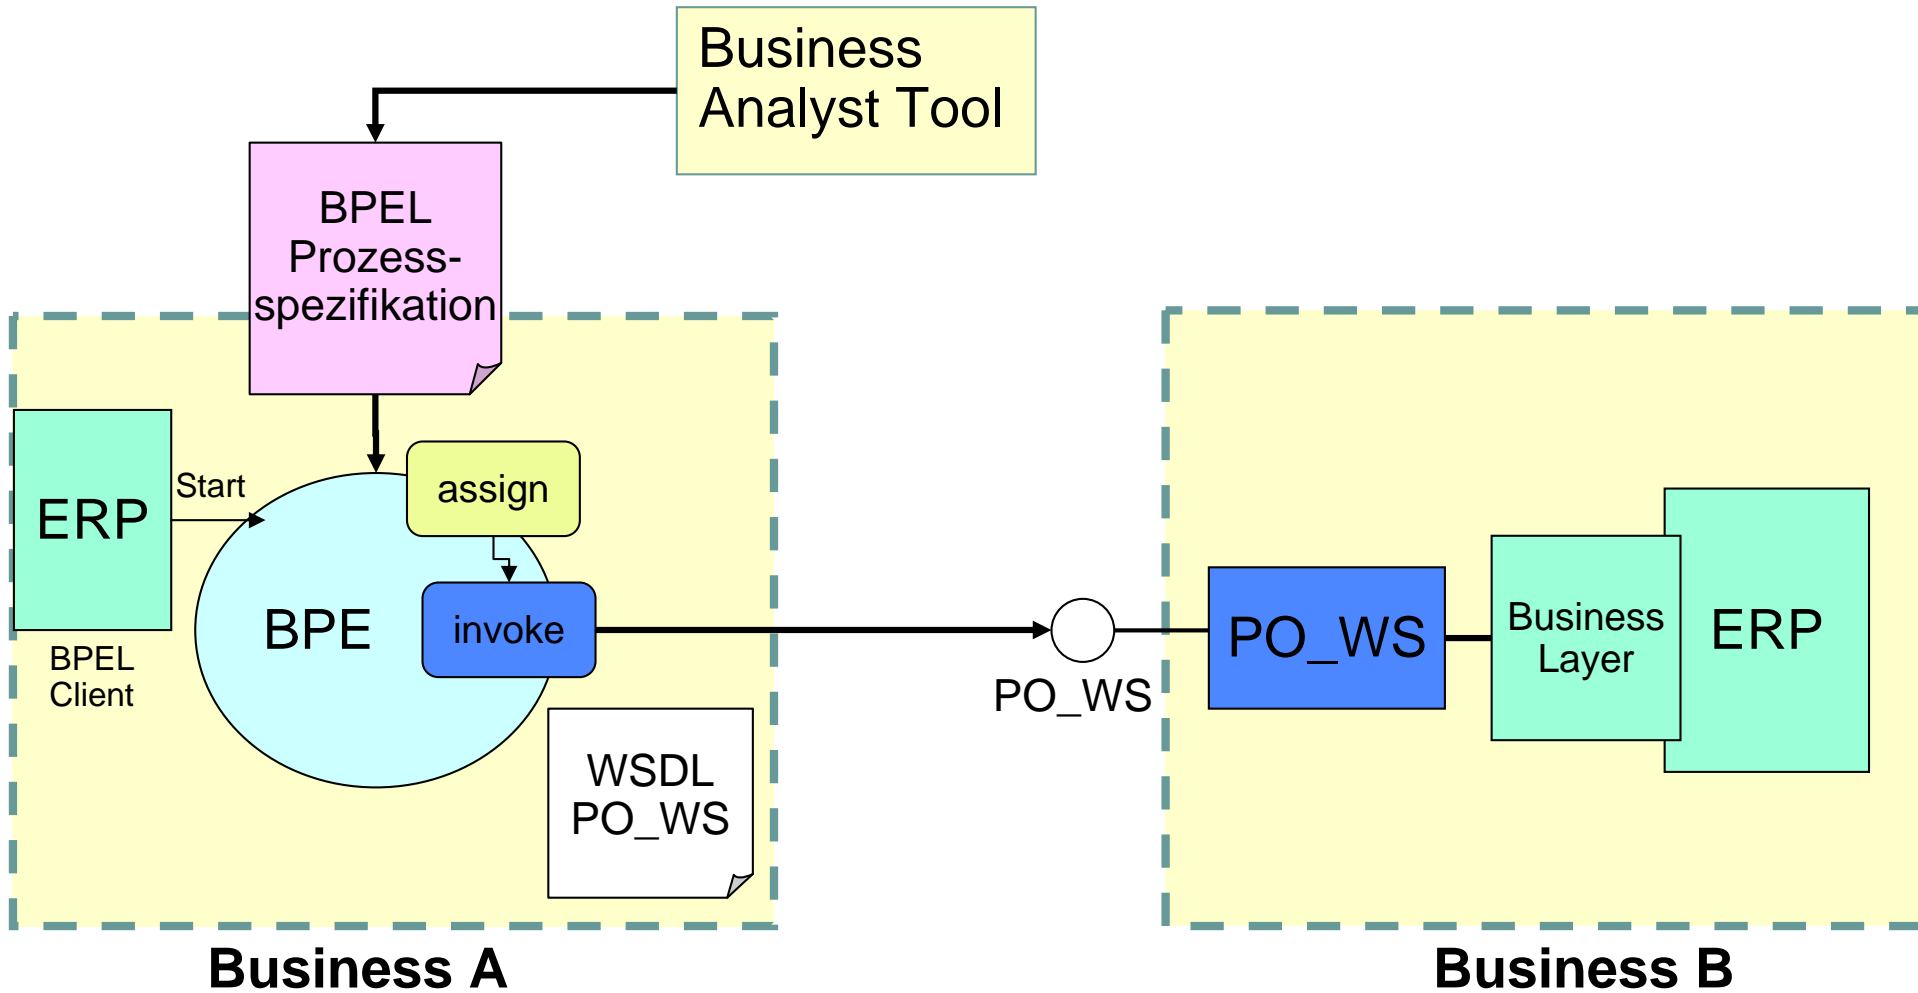 Business
Analyst Tool
BPEL
Prozess-
spezifikation
ERP
Start
assign
BPE
invoke
BPEL
Client
WSDL
PO_WS
PO_WS
PO_WS
Business
Layer
ERP
Business A
Business B